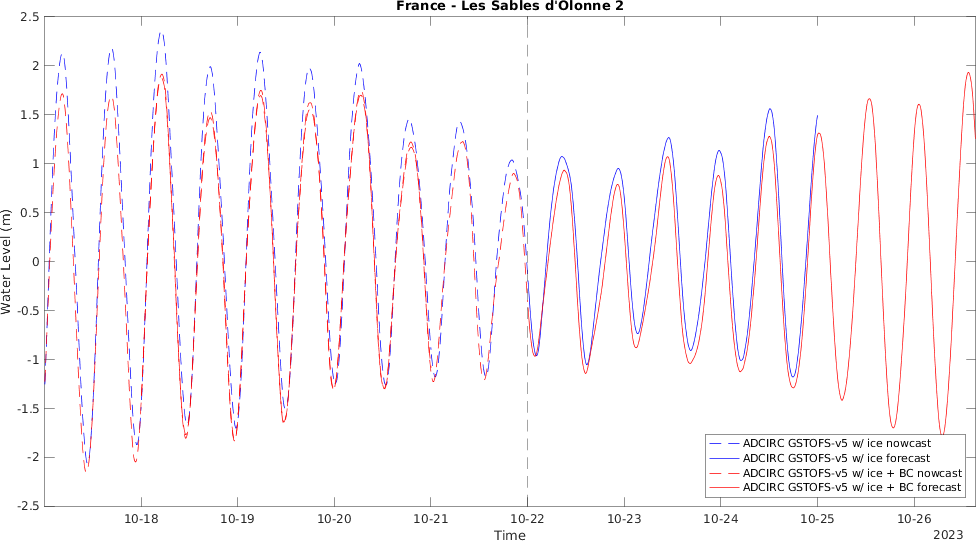 France - Les Sables d'Olonne 2
2.5
2
1.5
1
0.5
0
-0.5
-1
-1.5
-2
-2.5
Water Level (m)
ADCIRC GSTOFS-v5 w/ ice nowcast
ADCIRC GSTOFS-v5 w/ ice forecast
ADCIRC GSTOFS-v5 w/ ice + BC nowcast
ADCIRC GSTOFS-v5 w/ ice + BC forecast
10-18 10-19 10-20 10-21 10-22 10-23 10-24 10-25 10-26
Time
2023